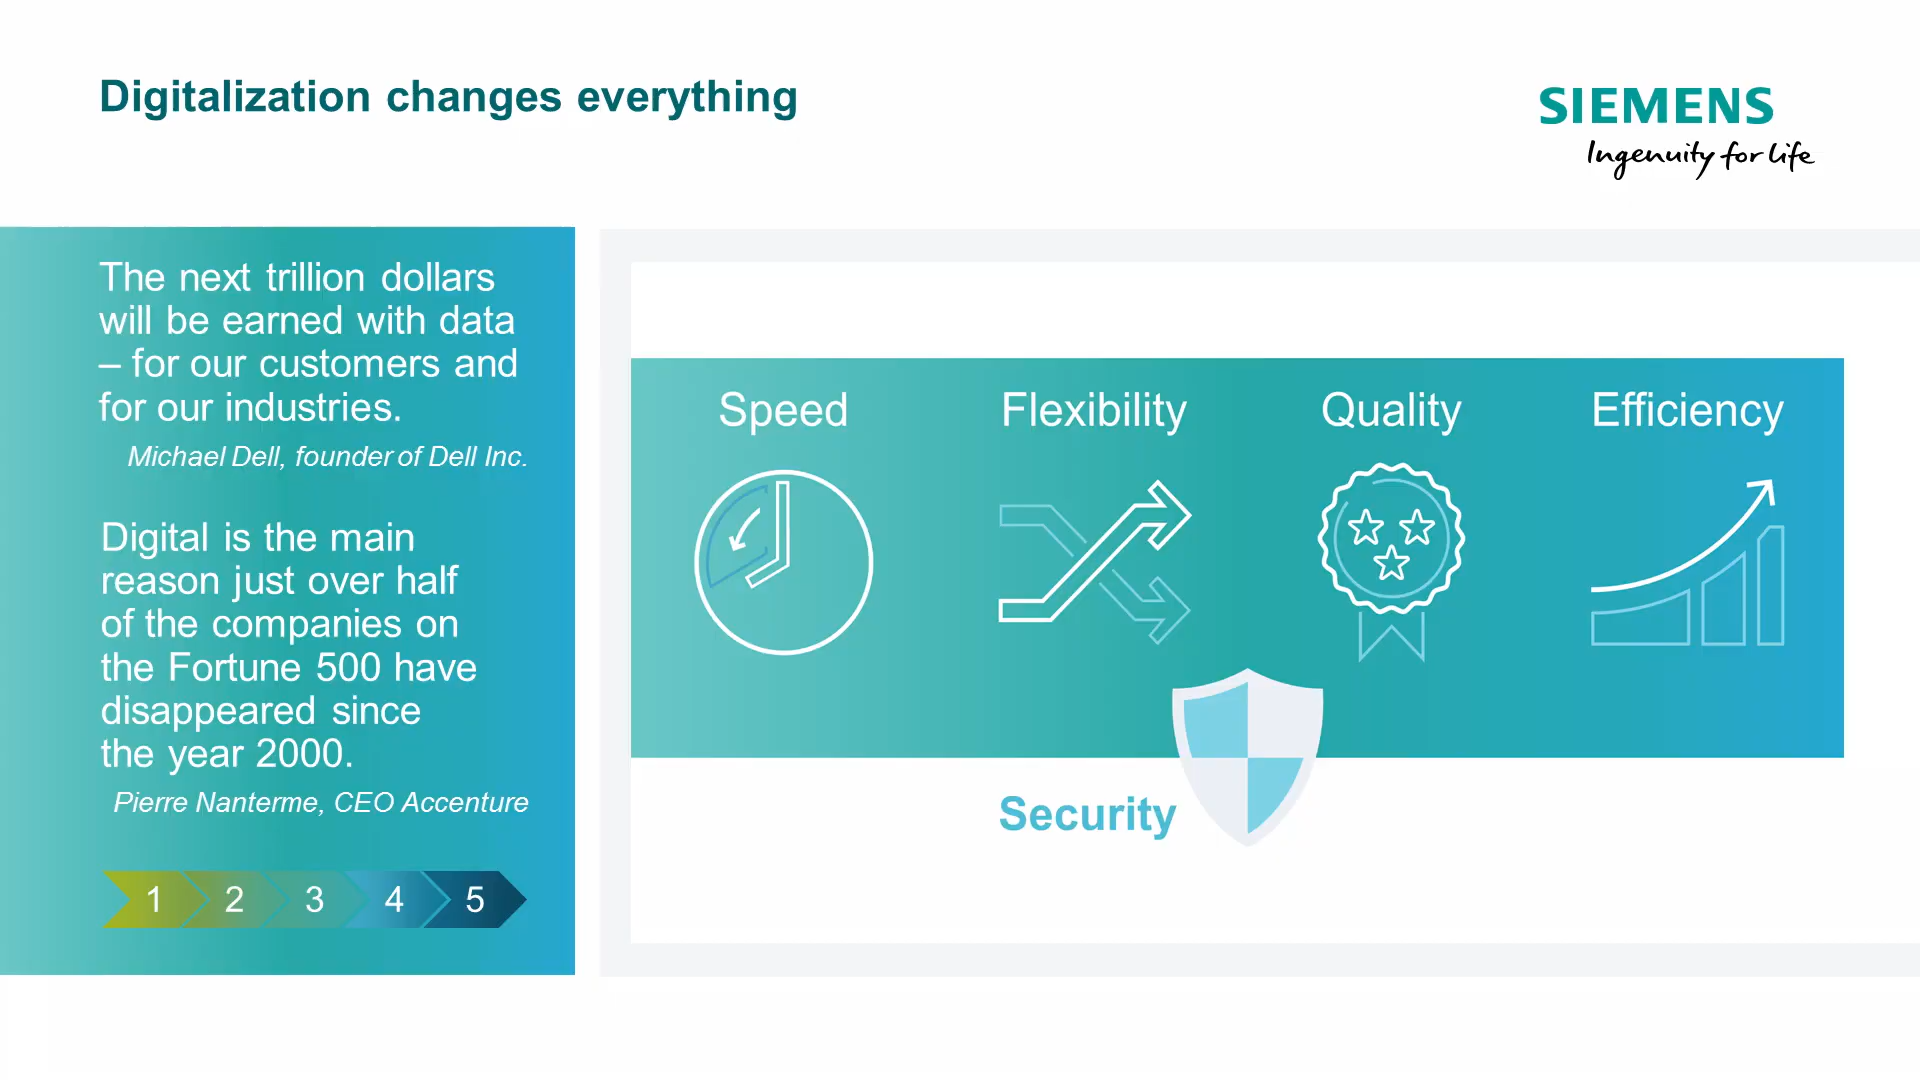 Digitalization changes everything
SIEMENS
Ingenuity for life
The next trillion dollars
will be earned with data
– for our customers and
for our industries.
Michael Dell, founder of Dell Inc.
Digital is the main
reason just over half
of the companies on
the Fortune 500 have
disappeared since
the year 2000.
Pierre Nanterme, CEO Accenture
1 2 3 4 5
Speed Flexibility Quality Efficiency
Security